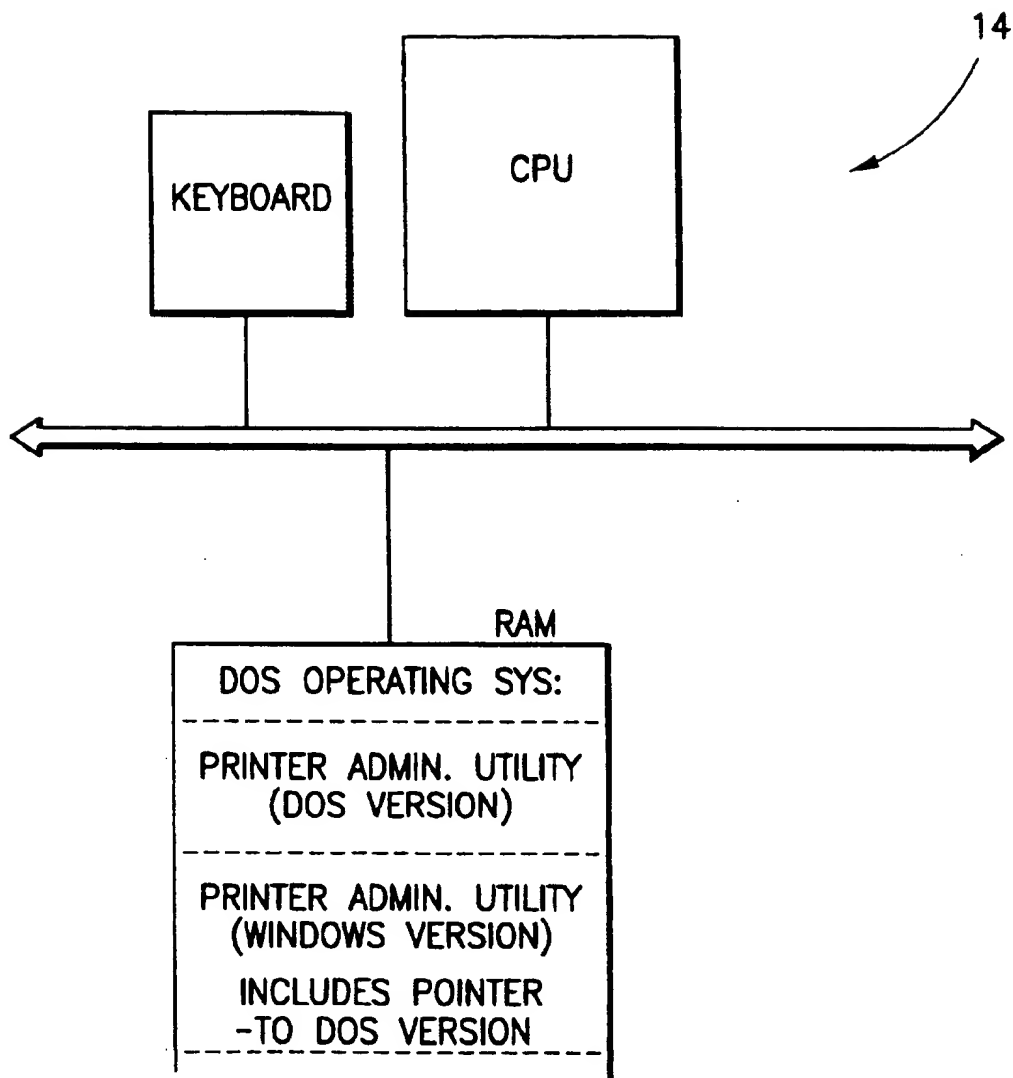 14
KEYBOARD
CPU
RAM
DOS OPERATING SYS:
PRINTER ADMIN. UTILITY
(DOS VERSION)
PRINTER ADMIN. UTILITY
(WINDOWS VERSION)
INCLUDES POINTER
-TO DOS VERSION